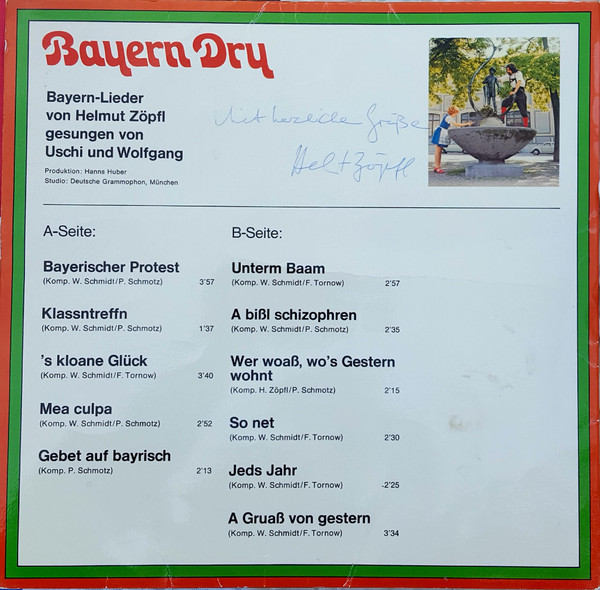 Bayern Dry
Bayern-Lieder
von Helmut Zöpfl
gesungen von
Uschi und Wolfgang
Produktion: Hanns Huber
Studio: Deutsche Grammophon, München
Mit herzlichen Grüßen
Helmut Zöpfl
A-Seite:
Bayerischer Protest
(Komp. W. Schmidt/P. Schmotz) 3'57
Klassntreffn
(Komp. W. Schmidt/P. Schmotz) 1'37
's kloane Glück
(Komp. W. Schmidt/F. Tornow) 3'40
Mea culpa
(Komp. W. Schmidt/P. Schmotz) 2'52
Gebet auf bayrisch
(Komp. P. Schmotz) 2'13
B-Seite:
Unterm Baam
(Komp. W. Schmidt/F. Tornow) 2'57
A bißl schizophren
(Komp. W. Schmidt/P. Schmotz) 2'35
Wer woaß, wo's Gestern
wohnt
(Komp. H. Zöpfl/P. Schmotz) 2'15
So net
(Komp. W. Schmidt/F. Tornow) 2'30
Jeds Jahr
(Komp. W. Schmidt/F. Tornow) 2'25
A Gruaß von gestern
(Komp. W. Schmidt/F. Tornow) 3'34